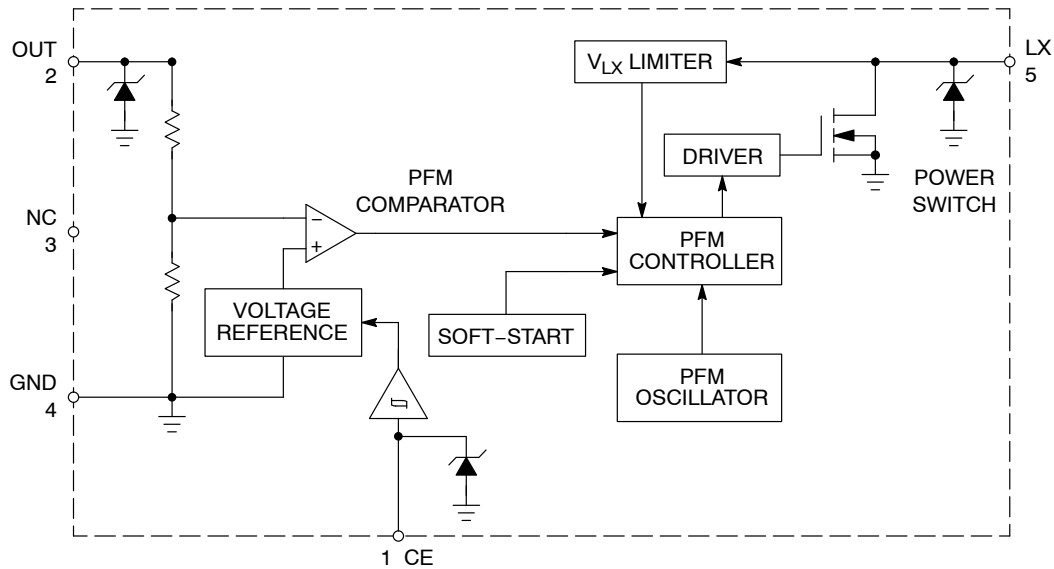 OUT
2
V_LX LIMITER
LX
5
DRIVER
POWER
SWITCH
PFM
COMPARATOR
NC
3
−
+
PFM
CONTROLLER
VOLTAGE
REFERENCE
SOFT−START
GND
4
PFM
OSCILLATOR
1 CE